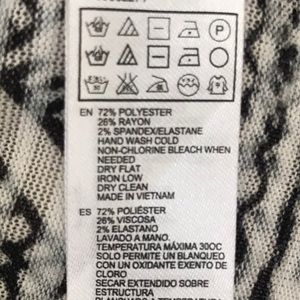 EN 72% POLYESTER
26% RAYON
2% SPANDEX/ELASTANE
HAND WASH COLD
NON-CHLORINE BLEACH WHEN
NEEDED
DRY FLAT
IRON LOW
DRY CLEAN
MADE IN VIETNAM
ES 72% POLIÉSTER
26% VISCOSA
2% ELASTANO
LAVADO A MANO.
TEMPERATURA MÁXIMA 30OC
SOLO PERMITE UN BLANQUEO
CON UN OXIDANTE EXENTO DE
CLORO
SECAR EXTENDIDO SOBRE
ESTRUCTURA